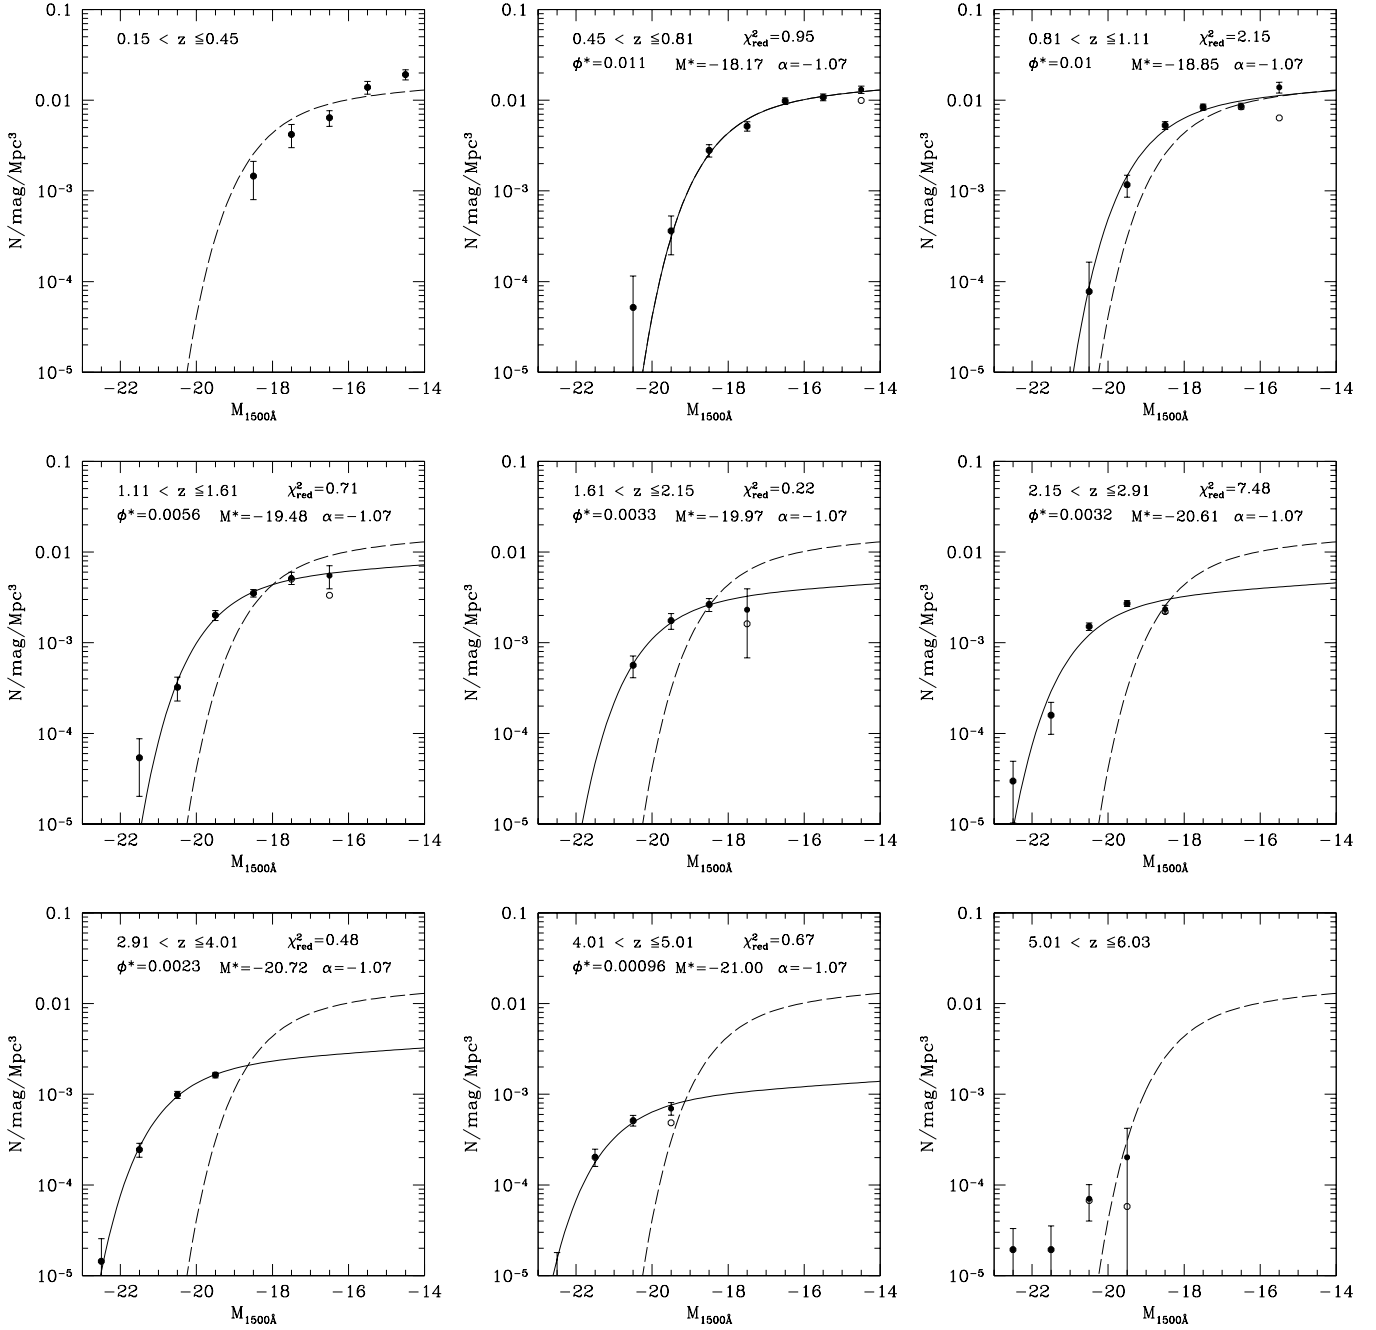 0.15 < z ≤0.45
0.1
0.01
10⁻³
10⁻⁴
10⁻⁵
N/mag/Mpc³
−22 −20 −18 −16 −14
M₁₅₀₀Å
0.45 < z ≤0.81 χ²red=0.95
ϕ*=0.011 M*=−18.17 α=−1.07
0.1
0.01
10⁻³
10⁻⁴
10⁻⁵
N/mag/Mpc³
−22 −20 −18 −16 −14
M₁₅₀₀Å
0.81 < z ≤1.11 χ²red=2.15
ϕ*=0.01 M*=−18.85 α=−1.07
0.1
0.01
10⁻³
10⁻⁴
10⁻⁵
N/mag/Mpc³
−22 −20 −18 −16 −14
M₁₅₀₀Å
1.11 < z ≤1.61 χ²red=0.71
ϕ*=0.0056 M*=−19.48 α=−1.07
0.1
0.01
10⁻³
10⁻⁴
10⁻⁵
N/mag/Mpc³
−22 −20 −18 −16 −14
M₁₅₀₀Å
1.61 < z ≤2.15 χ²red=0.22
ϕ*=0.0033 M*=−19.97 α=−1.07
0.1
0.01
10⁻³
10⁻⁴
10⁻⁵
N/mag/Mpc³
−22 −20 −18 −16 −14
M₁₅₀₀Å
2.15 < z ≤2.91 χ²red=7.48
ϕ*=0.0032 M*=−20.61 α=−1.07
0.1
0.01
10⁻³
10⁻⁴
10⁻⁵
N/mag/Mpc³
−22 −20 −18 −16 −14
M₁₅₀₀Å
2.91 < z ≤4.01 χ²red=0.48
ϕ*=0.0023 M*=−20.72 α=−1.07
0.1
0.01
10⁻³
10⁻⁴
10⁻⁵
N/mag/Mpc³
−22 −20 −18 −16 −14
M₁₅₀₀Å
4.01 < z ≤5.01 χ²red=0.67
ϕ*=0.00096 M*=−21.00 α=−1.07
0.1
0.01
10⁻³
10⁻⁴
10⁻⁵
N/mag/Mpc³
−22 −20 −18 −16 −14
M₁₅₀₀Å
5.01 < z ≤6.03
0.1
0.01
10⁻³
10⁻⁴
10⁻⁵
N/mag/Mpc³
−22 −20 −18 −16 −14
M₁₅₀₀Å